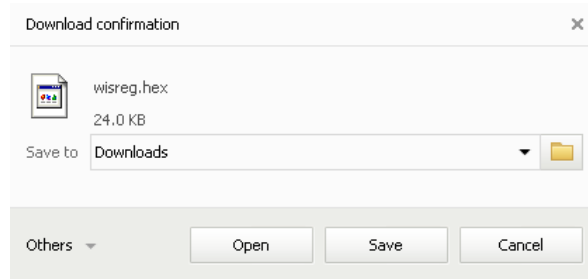 Download confirmation
wisreg.hex
24.0 KB
Save to Downloads
Others Open Save Cancel